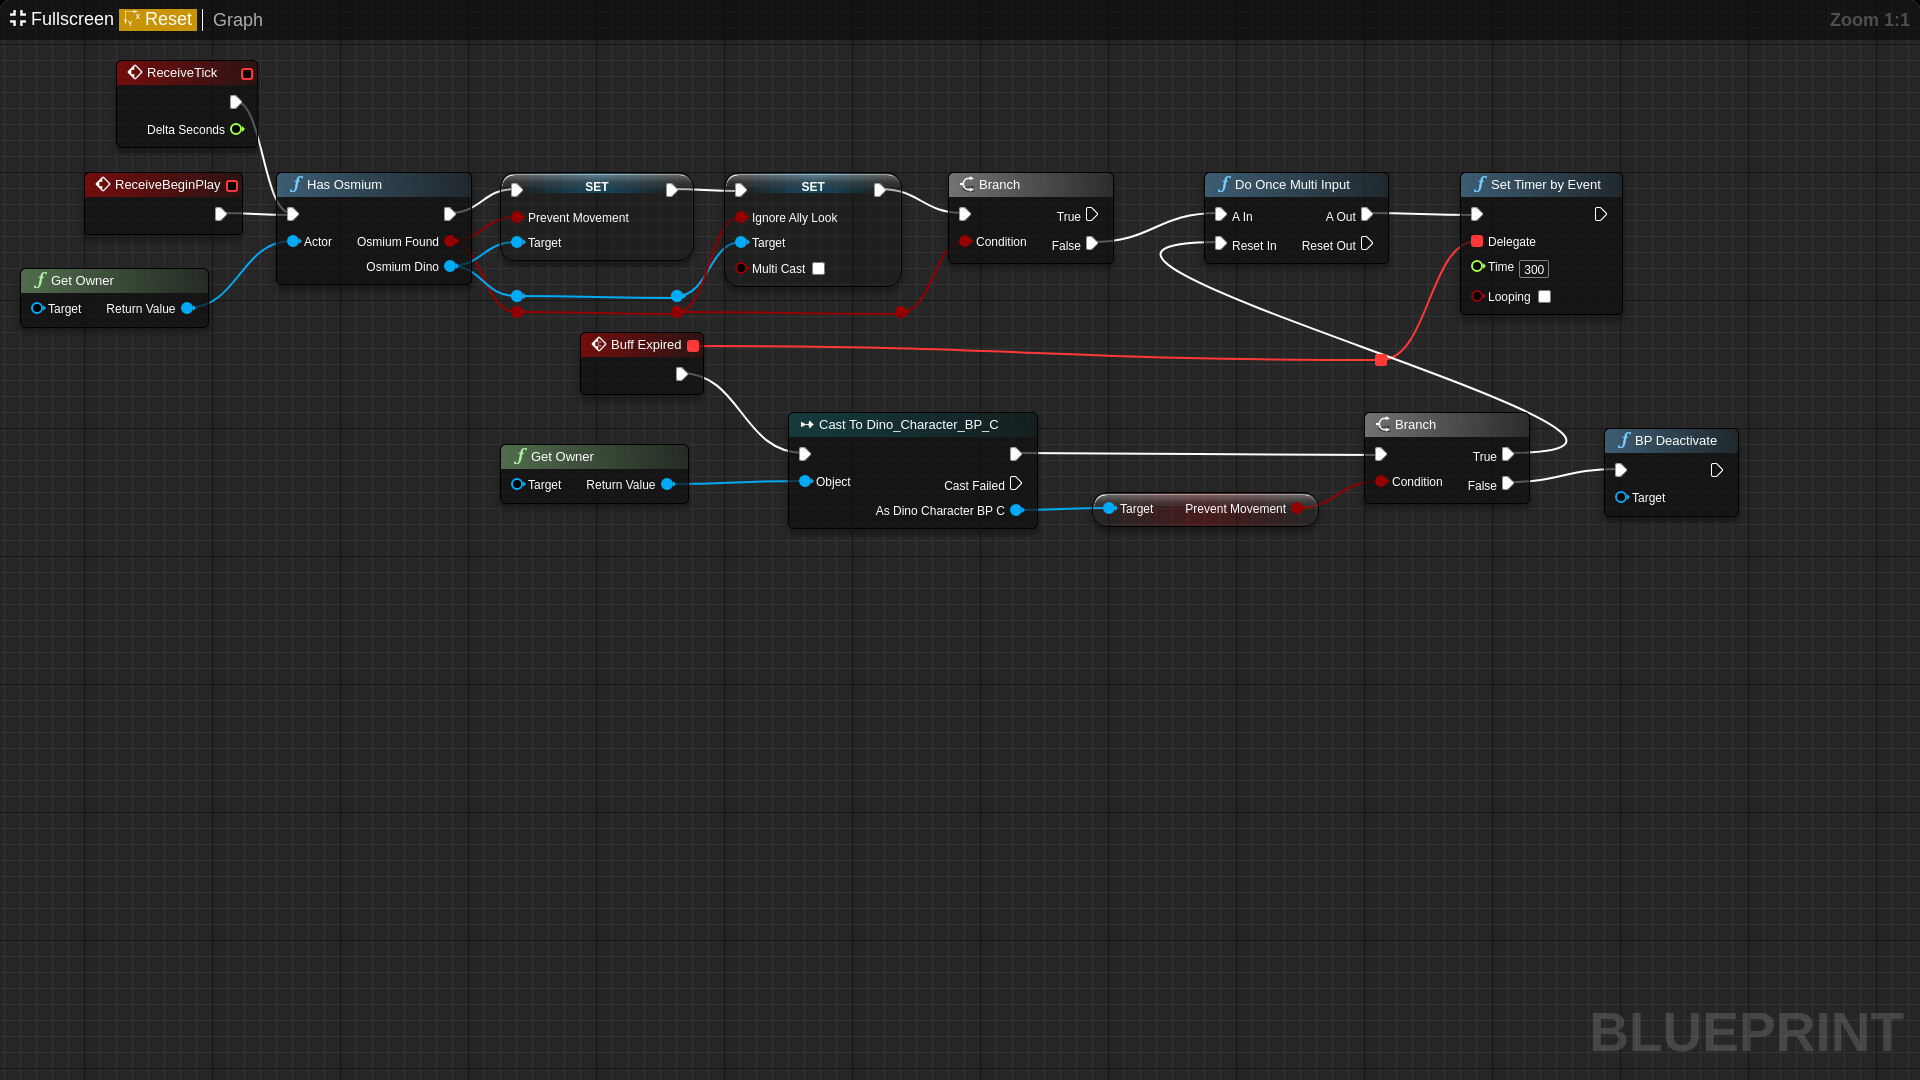 Fullscreen Reset Graph
Zoom 1:1
ReceiveTick
Delta Seconds
ReceiveBeginPlay
Get Owner
Target Return Value
Has Osmium
Actor Osmium Found
Osmium Dino
SET
Prevent Movement
Target
SET
Ignore Ally Look
Target
Multi Cast
Branch
True
Condition False
Do Once Multi Input
A In A Out
Reset In Reset Out
Set Timer by Event
Delegate
Time 300
Looping
Buff Expired
Get Owner
Target Return Value
Cast To Dino_Character_BP_C
Object
Cast Failed
As Dino Character BP C
Target Prevent Movement
Branch
True
Condition False
BP Deactivate
Target
BLUEPRINT